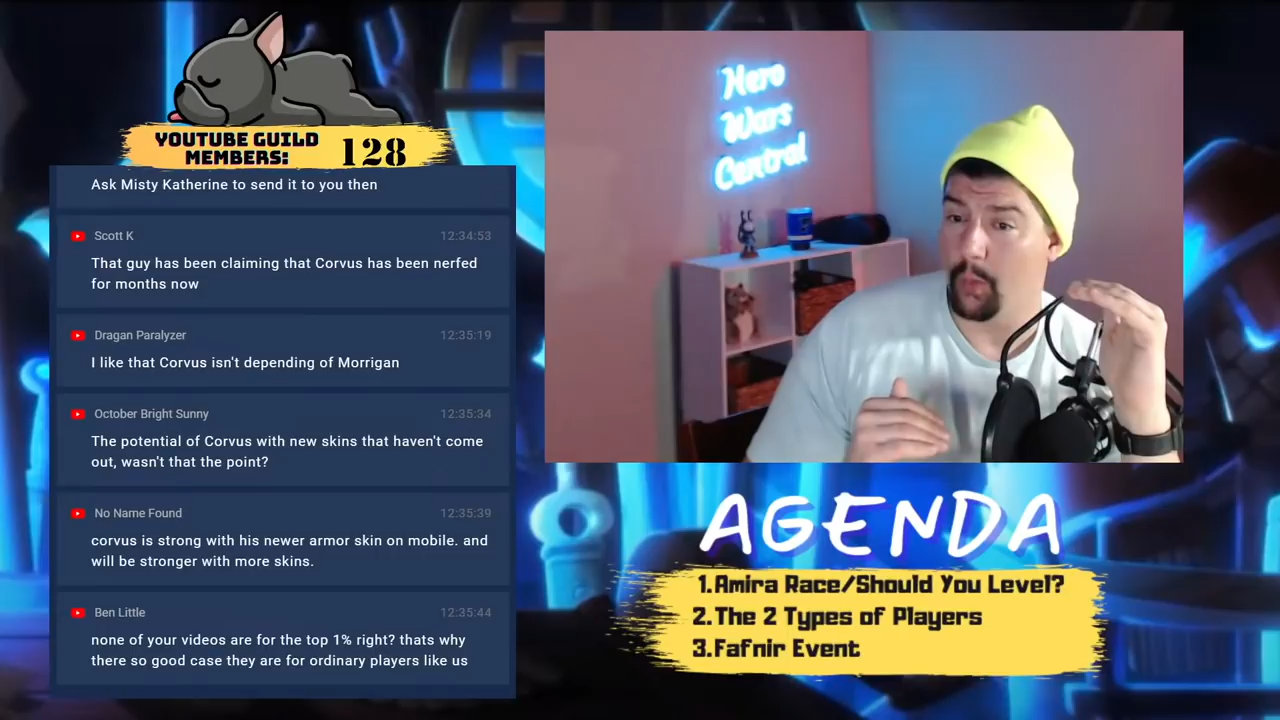 YOUTUBE GUILD
MEMBERS:
128
Ask Misty Katherine to send it to you then
Scott K
12:34:53
That guy has been claiming that Corvus has been nerfed
for months now
Dragan Paralyzer
12:35:19
I like that Corvus isn't depending of Morrigan
October Bright Sunny
12:35:34
The potential of Corvus with new skins that haven't come
out, wasn't that the point?
No Name Found
12:35:39
corvus is strong with his newer armor skin on mobile. and
will be stronger with more skins.
Ben Little
12:35:44
none of your videos are for the top 1% right? thats why
there so good case they are for ordinary players like us
Hero
Wars
Central
AGENDA
1.Amira Race/Should You Level?
2.The 2 Types of Players
3.Fafnir Event